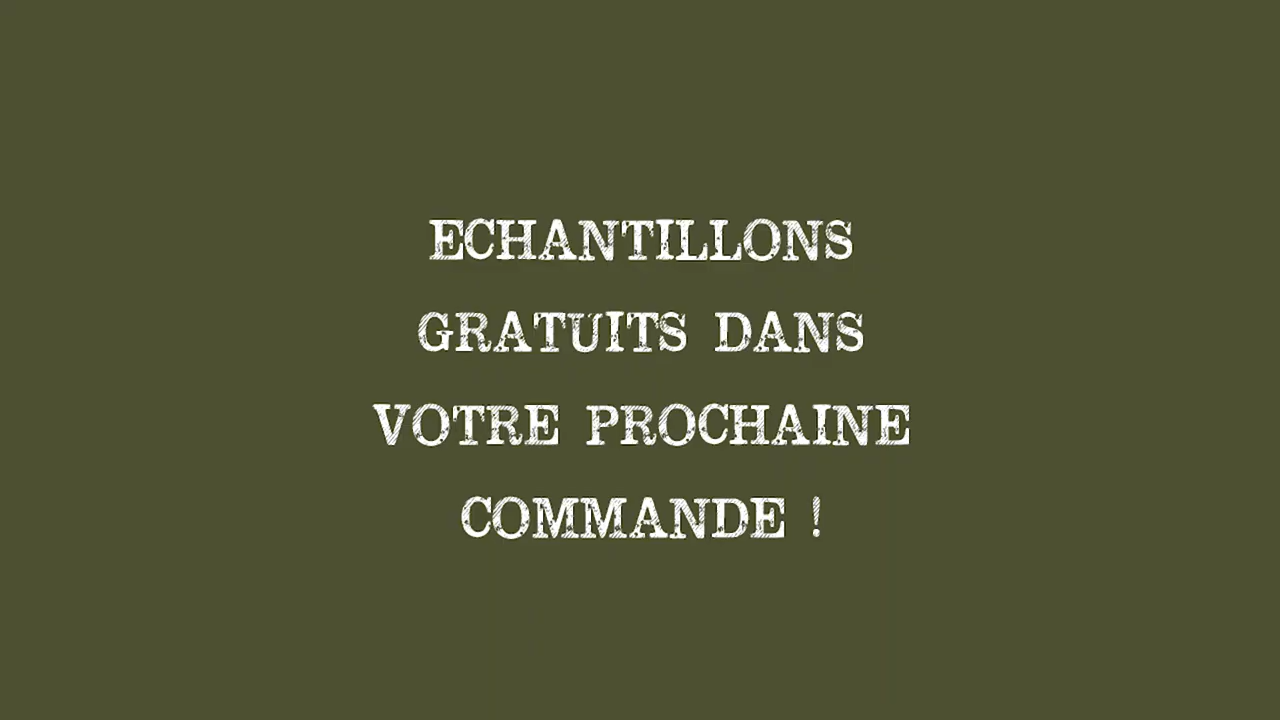 ECHANTILLONS
GRATUITS DANS
VOTRE PROCHAINE
COMMANDE !